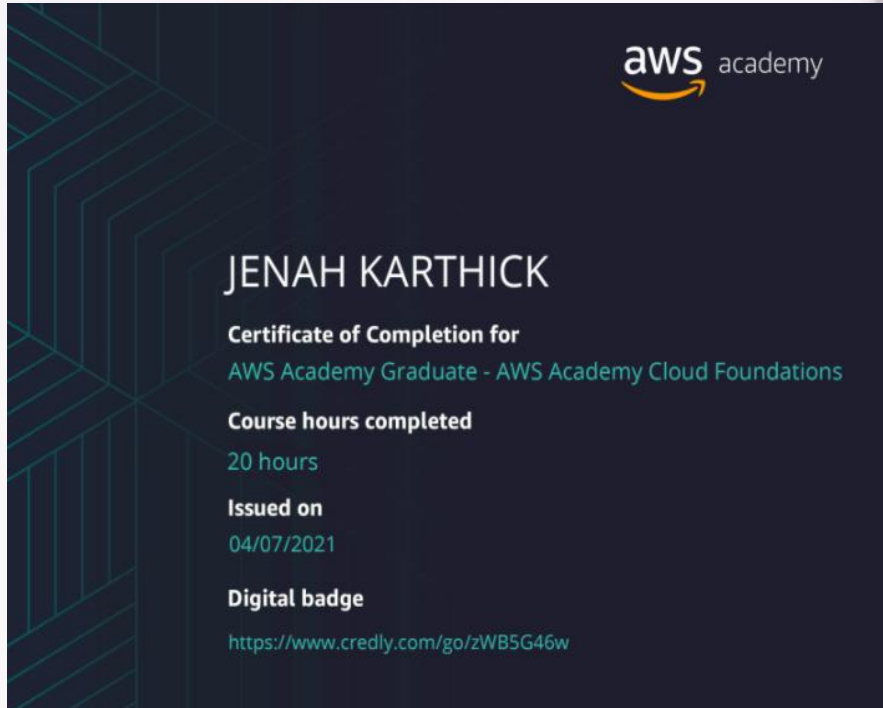 aws academy
JENAH KARTHICK
Certificate of Completion for
AWS Academy Graduate - AWS Academy Cloud Foundations
Course hours completed
20 hours
Issued on
04/07/2021
Digital badge
https://www.credly.com/go/zWB5G46w